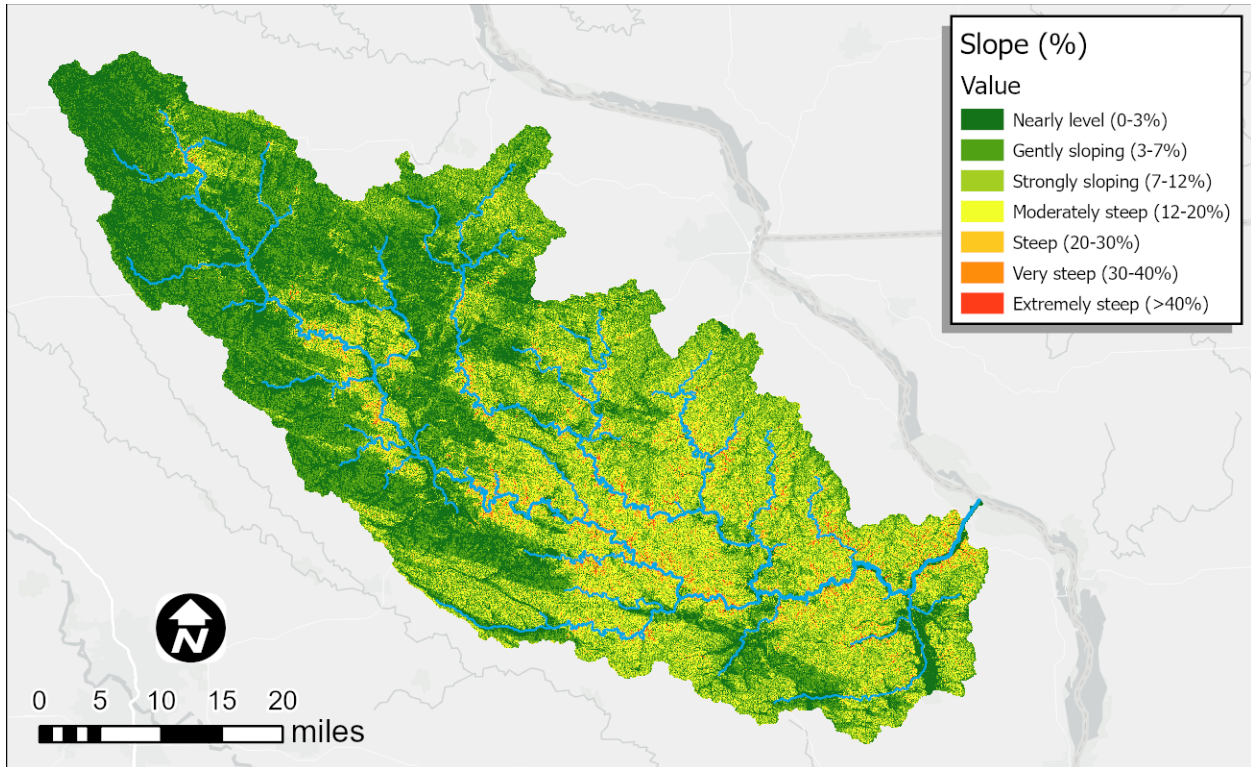 Slope (%)
Value
Nearly level (0-3%)
Gently sloping (3-7%)
Strongly sloping (7-12%)
Moderately steep (12-20%)
Steep (20-30%)
Very steep (30-40%)
Extremely steep (>40%)
N
0 5 10 15 20
miles